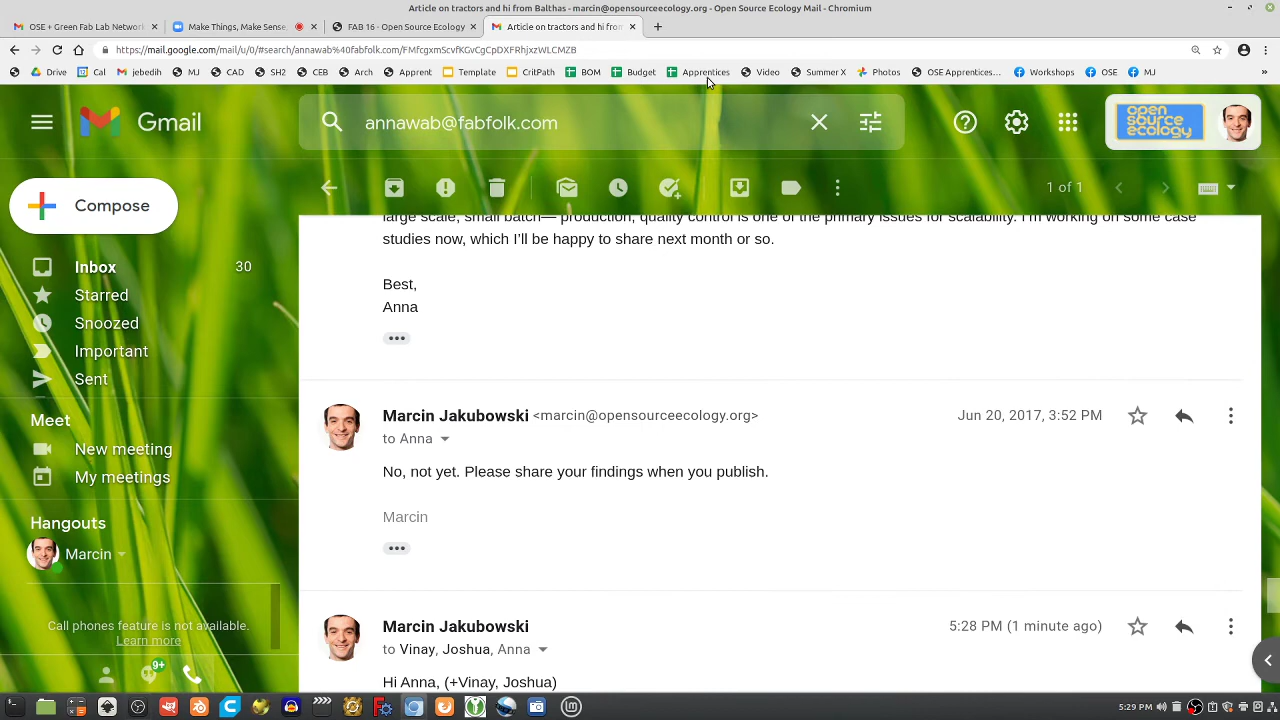 Article on tractors and hi from Balthas - marcin@opensourceecology.org - Open Source Ecology Mail - Chromium
OSE + Green Fab Lab Network
Make Things, Make Sense,
FAB 16 - Open Source Ecology
Article on tractors and hi from
https://mail.google.com/mail/u/0/#search/annawab%40fabfolk.com/FMfcgxmScvfKGvCgCpDXFRhjxzWLCMZB
Drive Cal jebedih MJ CAD SH2 CEB Arch Apprent Template CritPath BOM Budget Apprentices Video Summer X Photos OSE Apprentices... Workshops OSE MJ »
Gmail
annawab@fabfolk.com
open
source
ecology
1 of 1
Compose
Inbox 30
Starred
Snoozed
Important
Sent
Meet
New meeting
My meetings
Hangouts
Marcin
Call phones feature is not available.
Learn more
9+
large scale, small batch— production, quality control is one of the primary issues for scalability. I'm working on some case
studies now, which I'll be happy to share next month or so.
Best,
Anna
Marcin Jakubowski <marcin@opensourceecology.org> Jun 20, 2017, 3:52 PM
to Anna
No, not yet. Please share your findings when you publish.
Marcin
Marcin Jakubowski 5:28 PM (1 minute ago)
to Vinay, Joshua, Anna
Hi Anna, (+Vinay, Joshua)
5:29 PM